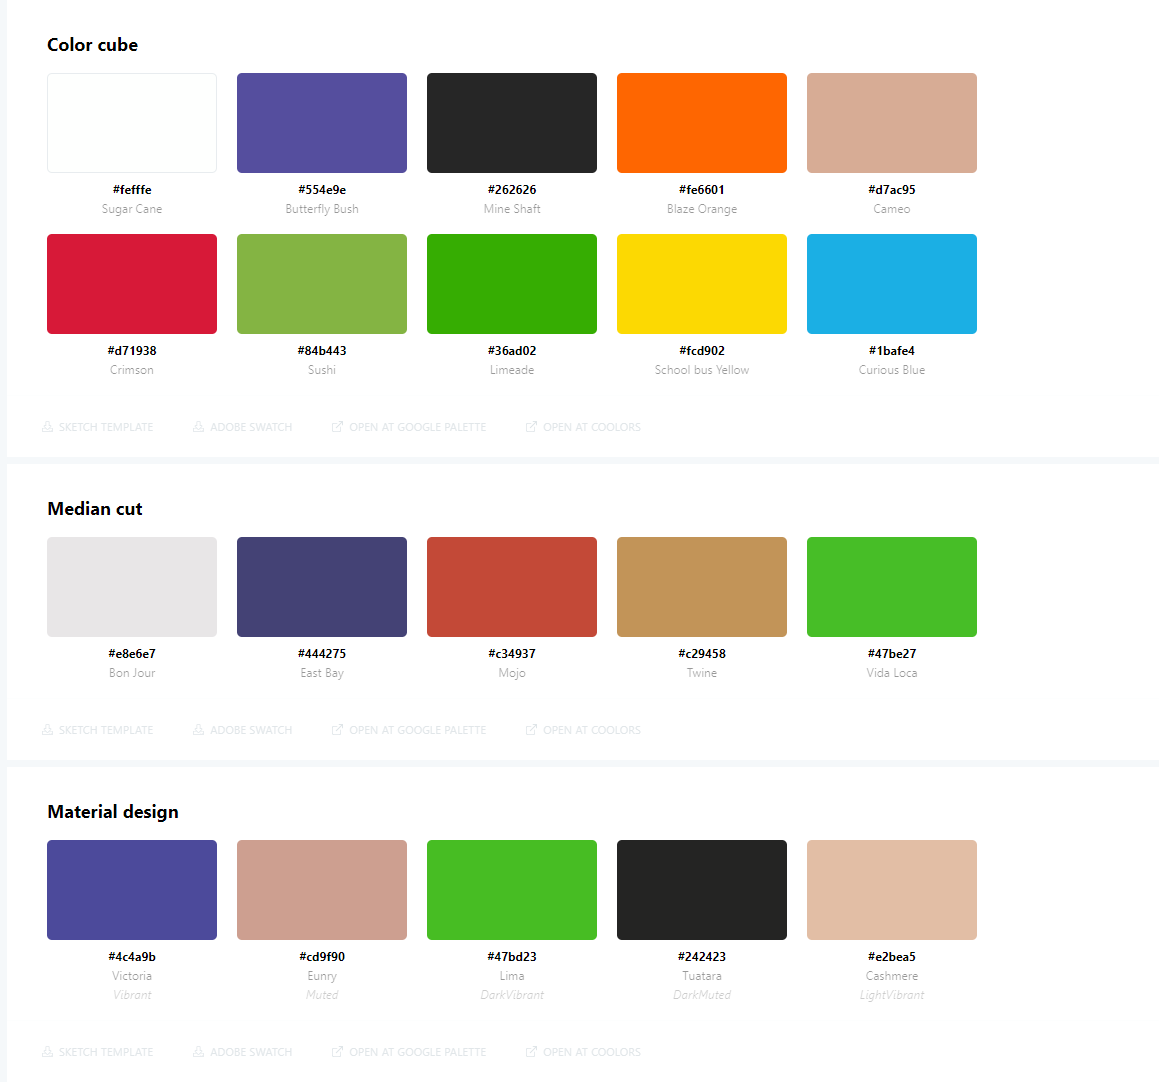 Color cube
#fefffe #554e9e #262626 #fe6601 #d7ac95
Sugar Cane Butterfly Bush Mine Shaft Blaze Orange Cameo
#d71938 #84b443 #36ad02 #fcd902 #1bafe4
Crimson Sushi Limeade School bus Yellow Curious Blue
SKETCH TEMPLATE ADOBE SWATCH OPEN AT GOOGLE PALETTE OPEN AT COOLORS
Median cut
#e8e6e7 #444275 #c34937 #c29458 #47be27
Bon Jour East Bay Mojo Twine Vida Loca
SKETCH TEMPLATE ADOBE SWATCH OPEN AT GOOGLE PALETTE OPEN AT COOLORS
Material design
#4c4a9b #cd9f90 #47bd23 #242423 #e2bea5
Victoria Eunry Lima Tuatara Cashmere
Vibrant Muted DarkVibrant DarkMuted LightVibrant
SKETCH TEMPLATE ADOBE SWATCH OPEN AT GOOGLE PALETTE OPEN AT COOLORS